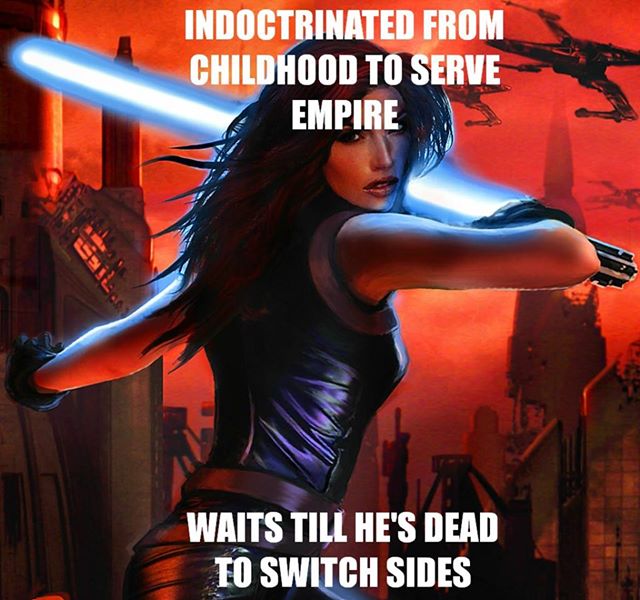 INDOCTRINATED FROM
CHILDHOOD TO SERVE
EMPIRE
WAITS TILL HE'S DEAD
TO SWITCH SIDES